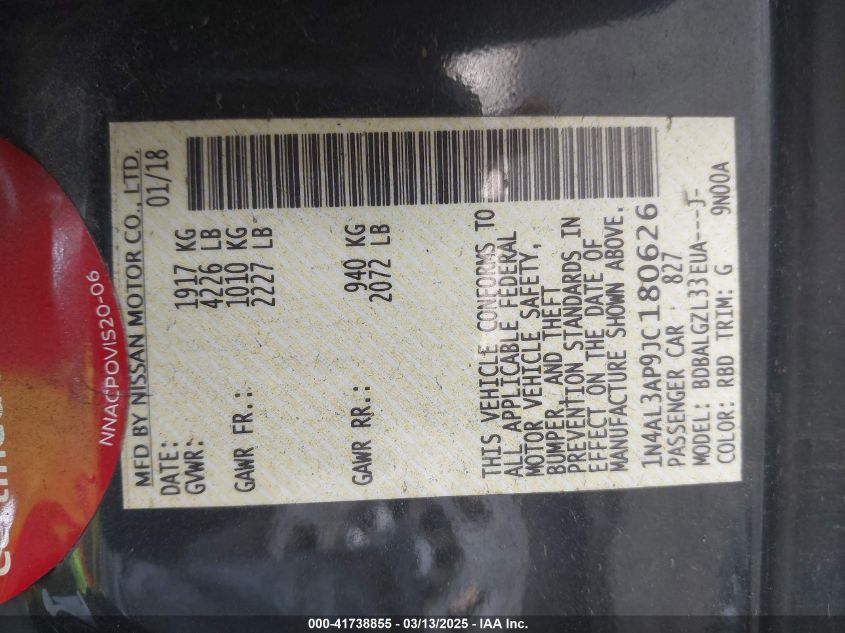 MFD BY NISSAN MOTOR CO., LTD.
DATE: 01/18
GVWR: 1917 KG
4226 LB
GAWR FR.: 1010 KG
2227 LB
GAWR RR.: 940 KG
2072 LB
THIS VEHICLE CONFORMS TO
ALL APPLICABLE FEDERAL
MOTOR VEHICLE SAFETY,
BUMPER, AND THEFT
PREVENTION STANDARDS IN
EFFECT ON THE DATE OF
MANUFACTURE SHOWN ABOVE.
1N4AL3AP9JC180626
PASSENGER CAR 827
MODEL: BDBALGZL33EUA---J-
COLOR: RBD TRIM: G 9N00A
NNACPOVIS20-06
000-41738855 - 03/13/2025 - IAA Inc.